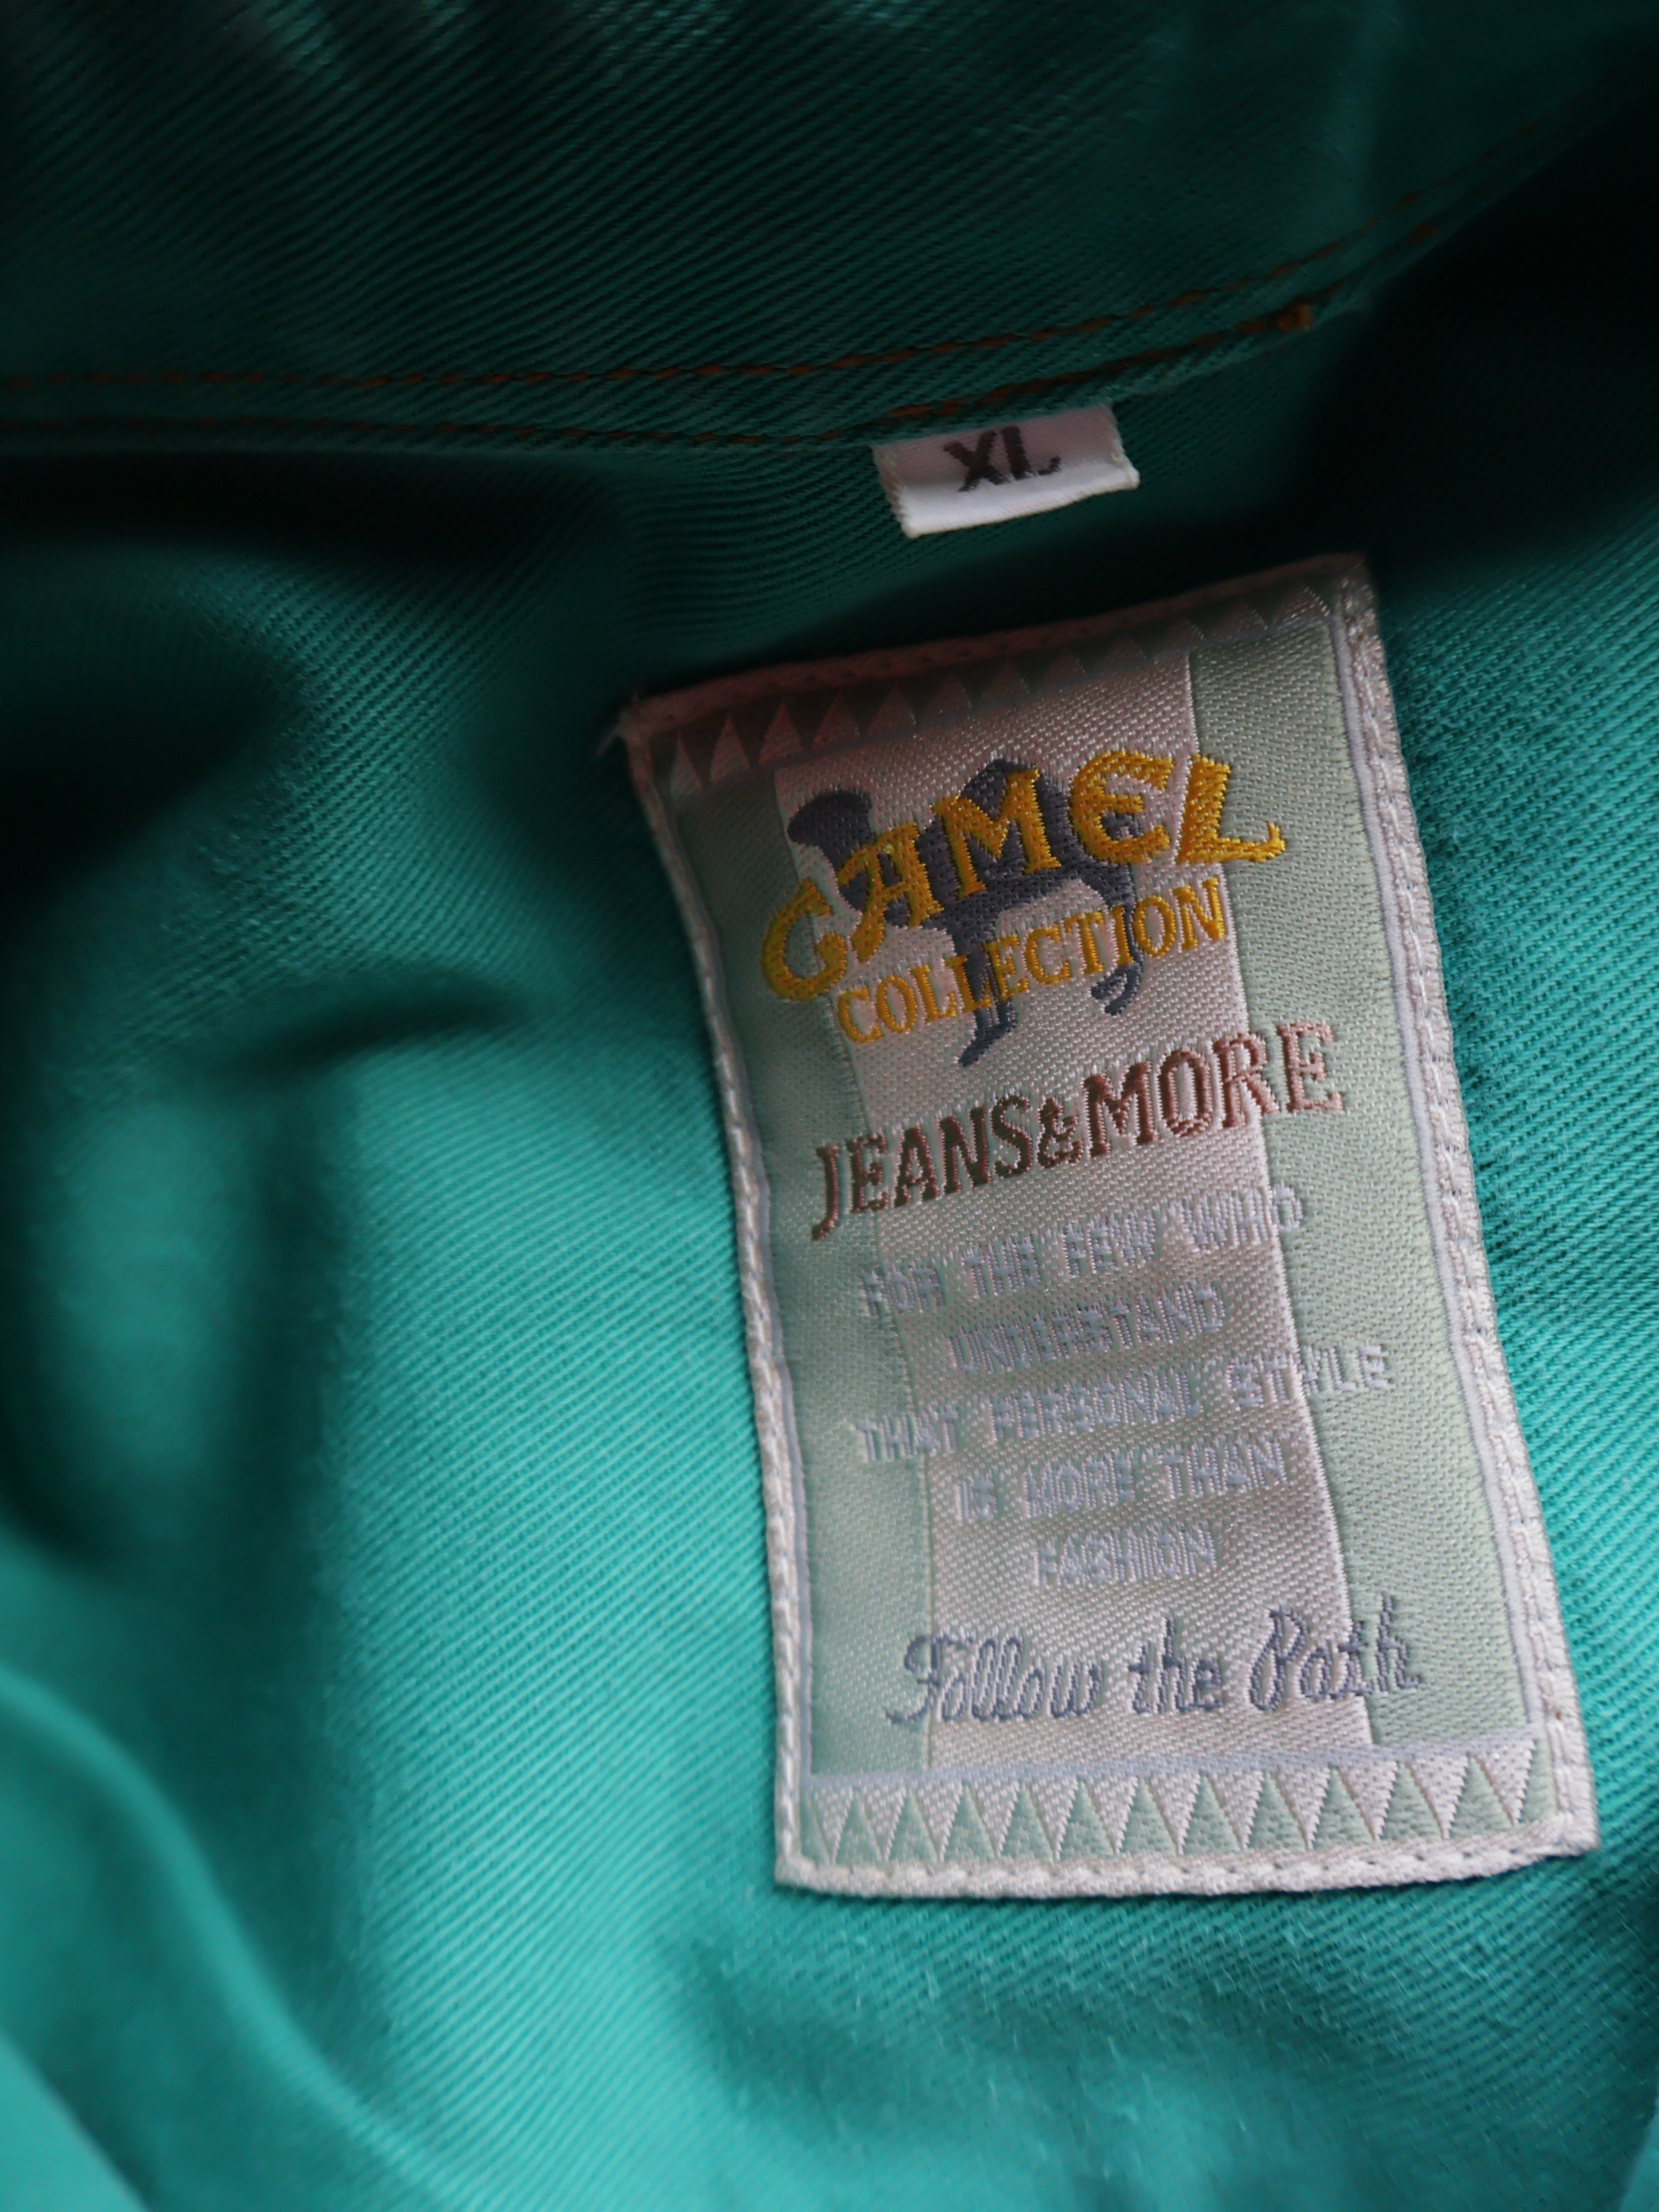 XL
CAMEL
COLLECTION
JEANS&MORE
FOR THE FEW WHO
UNDERSTAND
THAT PERSONAL STYLE
IS MORE THAN
FASHION
Follow the Path